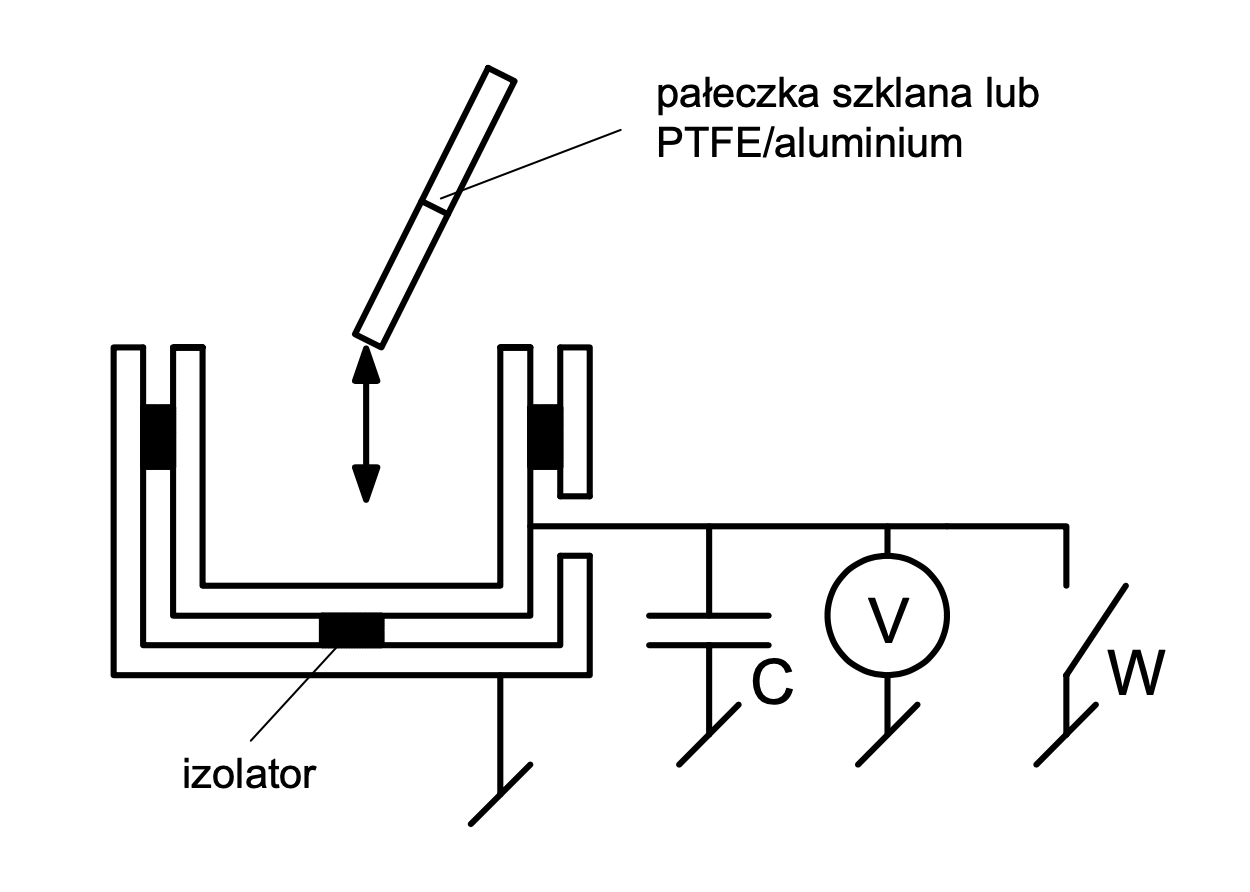 pałeczka szklana lub
PTFE/aluminium
V
C
W
izolator